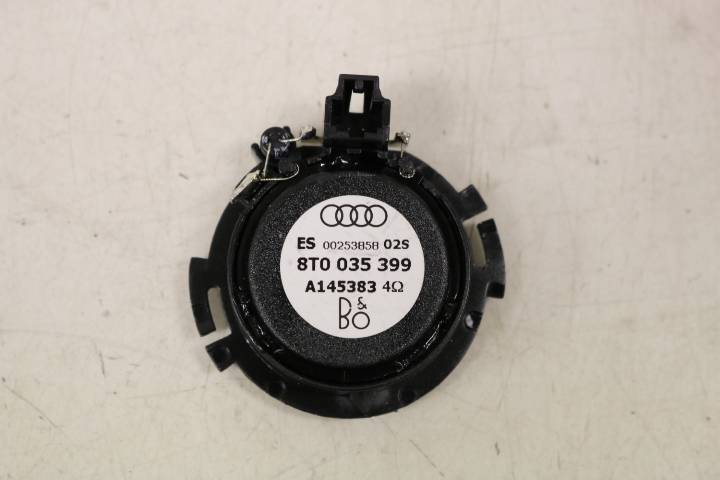 ES 00253858 02S
8T0 035 399
A145383 4Ω
B&O